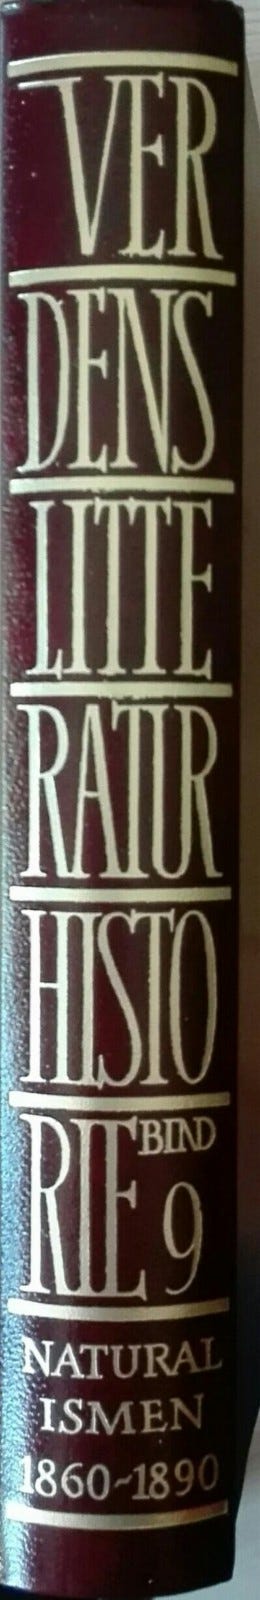 VER
DENS
LITTE
RATUR
HISTO
RIE BIND 9
NATURAL
ISMEN
1860~1890